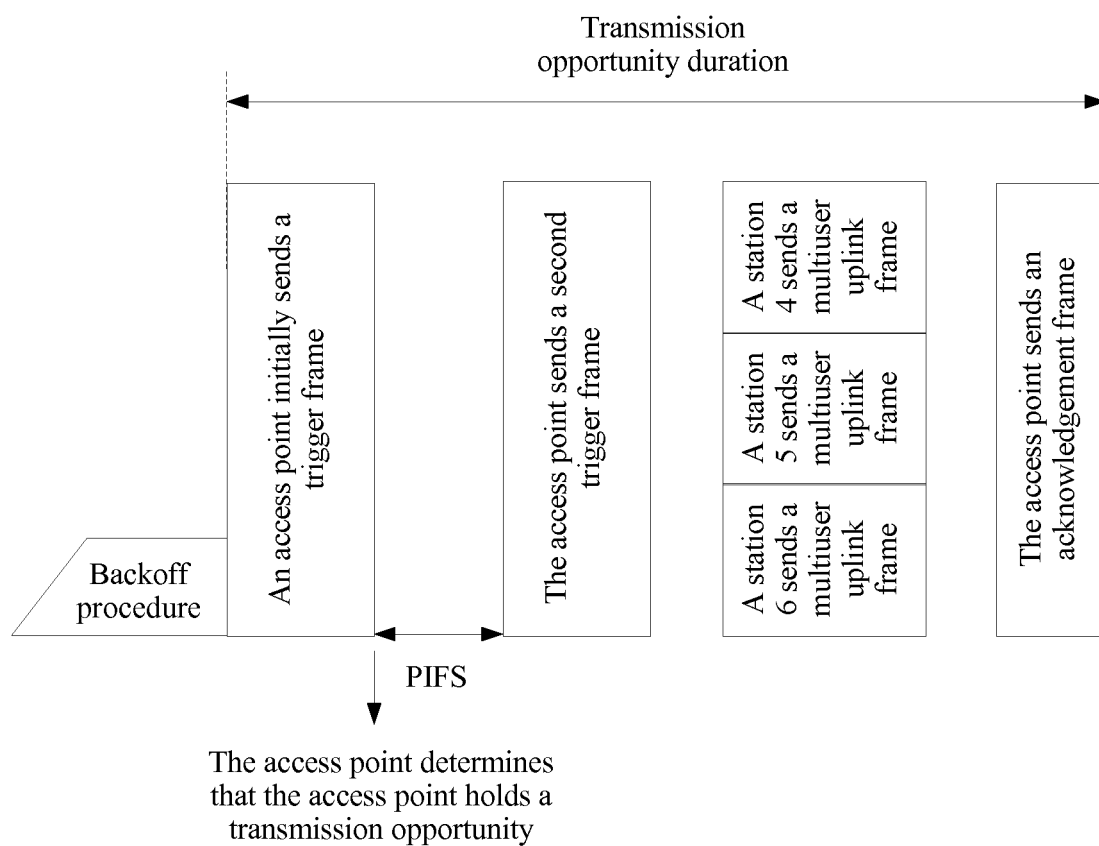 Transmission
opportunity duration
Backoff
procedure
An access point initially sends a
trigger frame
PIFS
The access point determines
that the access point holds a
transmission opportunity
The access point sends a second
trigger frame
A station
4 sends a
multiuser
uplink
frame
A station
5 sends a
multiuser
uplink
frame
A station
6 sends a
multiuser
uplink
frame
The access point sends an
acknowledgement frame